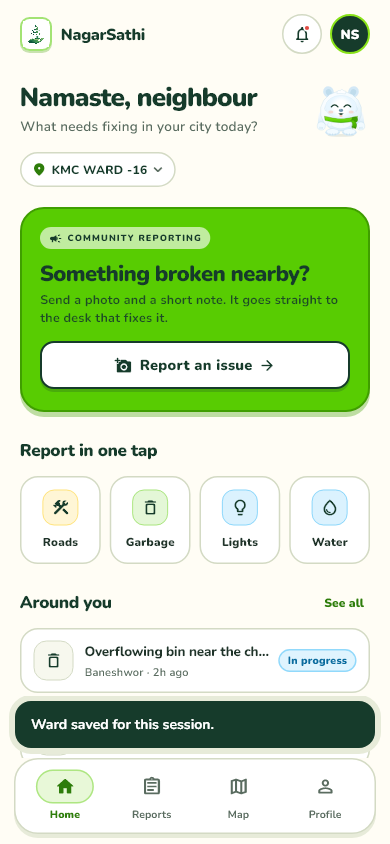 NagarSathi
NS
Namaste, neighbour
What needs fixing in your city today?
KMC WARD -16
COMMUNITY REPORTING
Something broken nearby?
Send a photo and a short note. It goes straight to
the desk that fixes it.
Report an issue
Report in one tap
Roads
Garbage
Lights
Water
Around you
See all
Overflowing bin near the ch...
In progress
Baneshwor · 2h ago
Ward saved for this session.
Home
Reports
Map
Profile